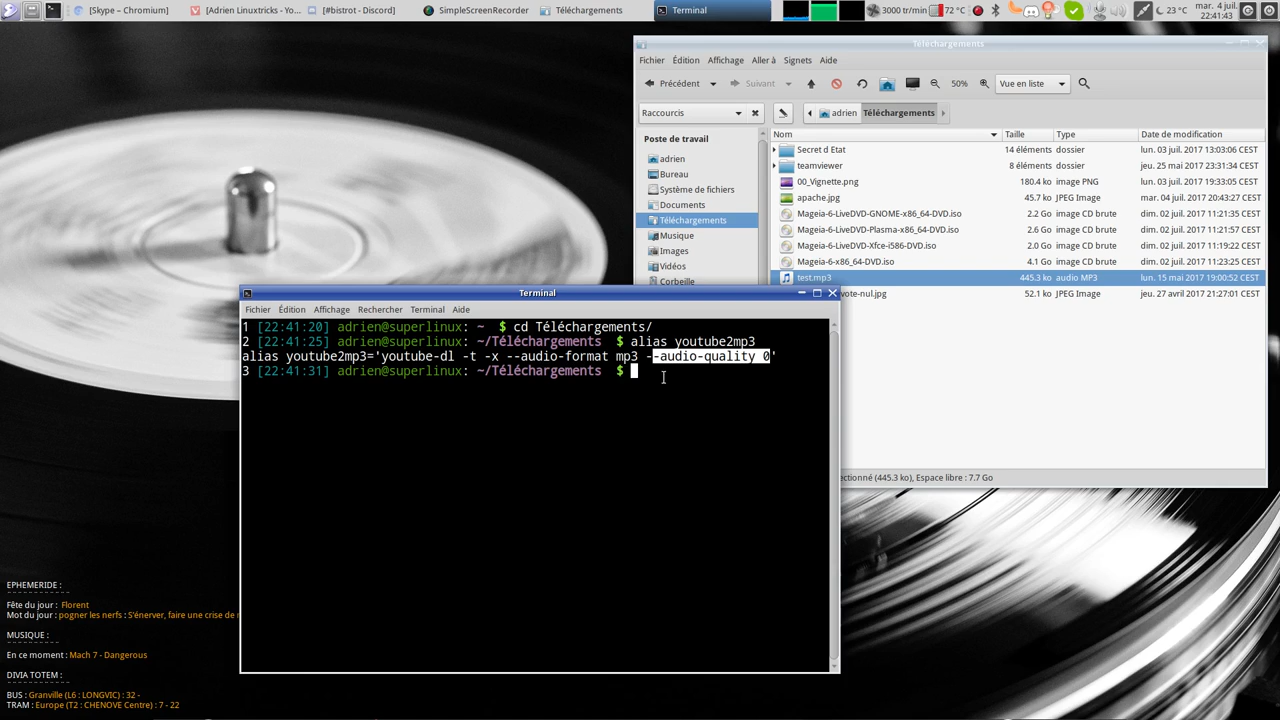 [Skype – Chromium]
[Adrien Linuxtricks - Yo...
[#bistrot - Discord]
SimpleScreenRecorder
Téléchargements
Terminal
3000 tr/min
72 °C
23 °C
mar. 4 juil.
22:41:43
Téléchargements
Fichier Édition Affichage Aller à Signets Aide
Précédent Suivant 50% Vue en liste
Raccourcis adrien Téléchargements
Poste de travail
adrien
Bureau
Système de fichiers
Documents
Téléchargements
Musique
Images
Vidéos
Corbeille
Nom Taille Type Date de modification
Secret d Etat 14 éléments dossier lun. 03 juil. 2017 13:03:06 CEST
teamviewer 8 éléments dossier jeu. 25 mai 2017 23:31:34 CEST
00_Vignette.png 180.4 ko image PNG lun. 03 juil. 2017 19:33:05 CEST
apache.jpg 45.7 ko JPEG Image mar. 04 juil. 2017 20:43:27 CEST
Mageia-6-LiveDVD-GNOME-x86_64-DVD.iso 2.2 Go image CD brute dim. 02 juil. 2017 11:21:35 CEST
Mageia-6-LiveDVD-Plasma-x86_64-DVD.iso 2.6 Go image CD brute dim. 02 juil. 2017 11:21:57 CEST
Mageia-6-LiveDVD-Xfce-i586-DVD.iso 2.0 Go image CD brute dim. 02 juil. 2017 11:19:22 CEST
Mageia-6-x86_64-DVD.iso 4.1 Go image CD brute dim. 02 juil. 2017 11:23:25 CEST
test.mp3 445.3 ko audio MP3 lun. 15 mai 2017 19:00:52 CEST
vote-nul.jpg 52.1 ko JPEG Image jeu. 27 avril 2017 21:27:01 CEST
ectionné (445.3 ko), Espace libre : 7.7 Go
Terminal
Fichier Édition Affichage Rechercher Terminal Aide
1 [22:41:20] adrien@superlinux: ~ $ cd Téléchargements/
2 [22:41:25] adrien@superlinux: ~/Téléchargements $ alias youtube2mp3
alias youtube2mp3='youtube-dl -t -x --audio-format mp3 --audio-quality 0'
3 [22:41:31] adrien@superlinux: ~/Téléchargements $
EPHEMERIDE :
Fête du jour : Florent
Mot du jour : pogner les nerfs : S'énerver, faire une crise de
MUSIQUE :
En ce moment : Mach 7 - Dangerous
DIVIA TOTEM :
BUS : Granville (L6 : LONGVIC) : 32 -
TRAM : Europe (T2 : CHENOVE Centre) : 7 - 22